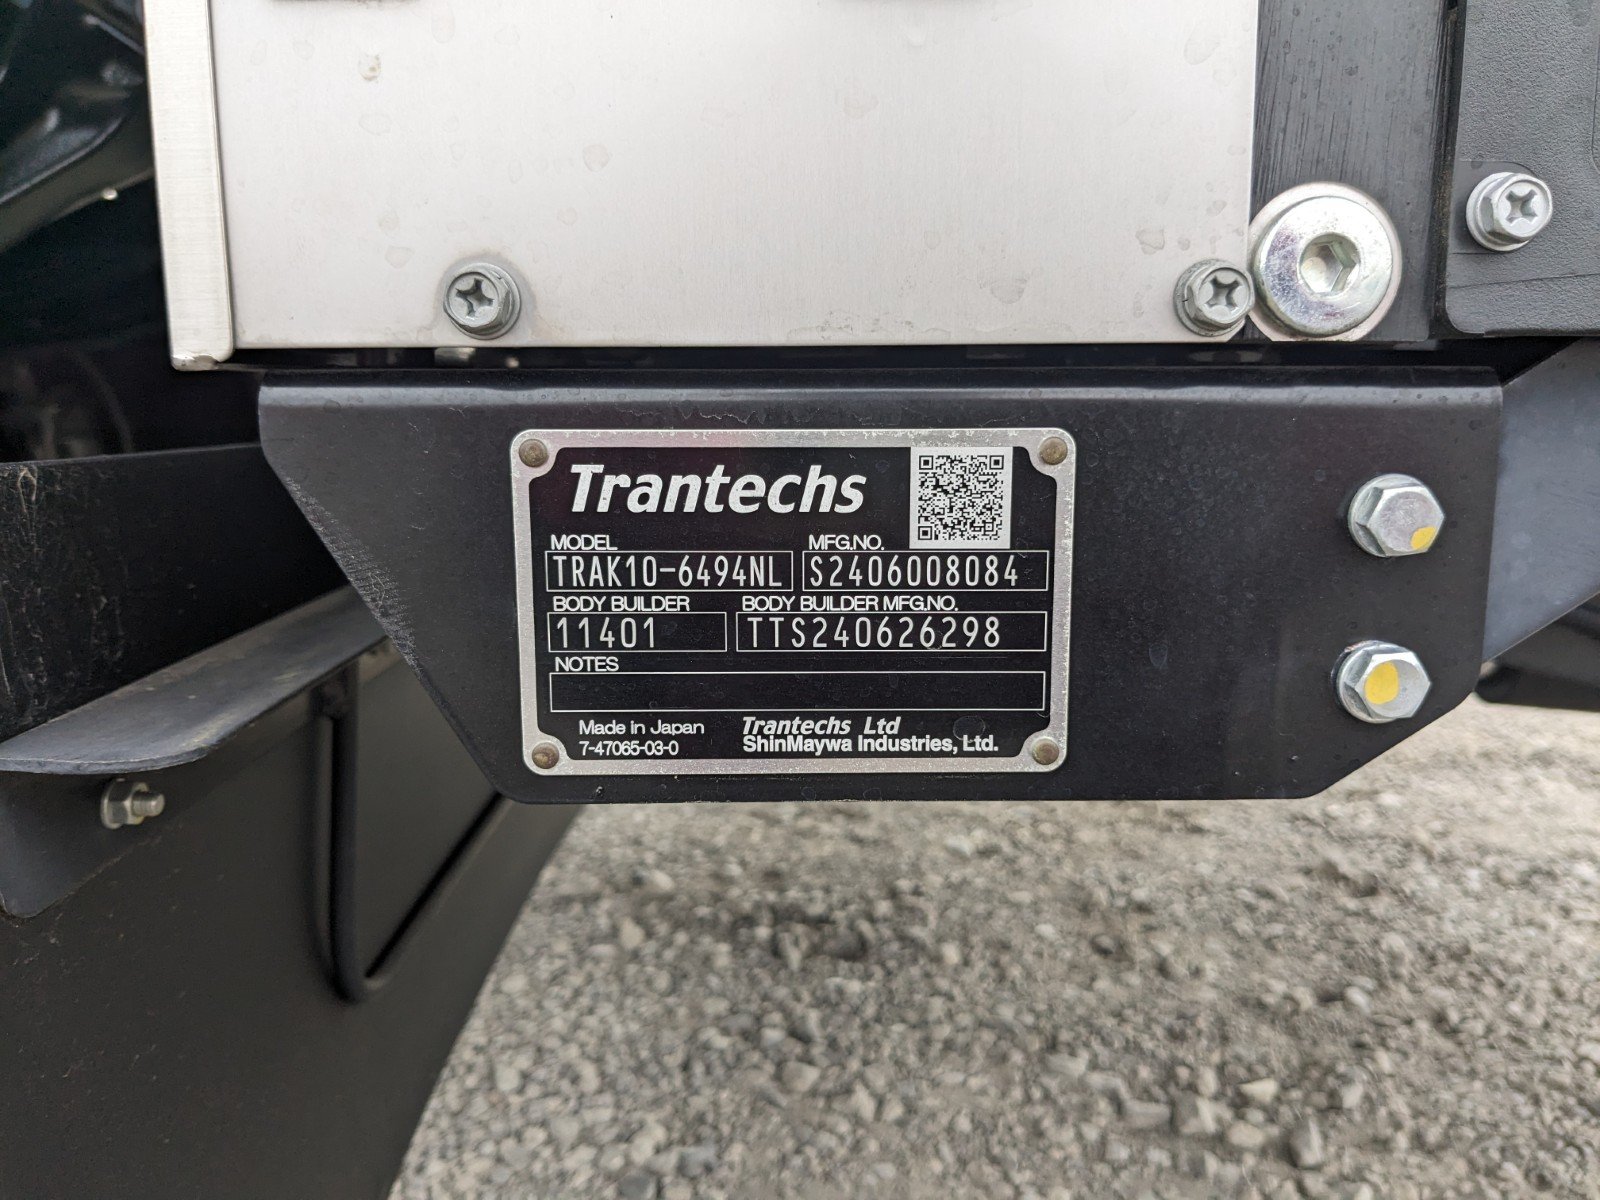 Trantechs
MODEL MFG.NO.
TRAK10-6494NL S2406008084
BODY BUILDER BODY BUILDER MFG.NO.
11401 TTS240626298
NOTES
Made in Japan Trantechs Ltd
7-47065-03-0 ShinMaywa Industries, Ltd.